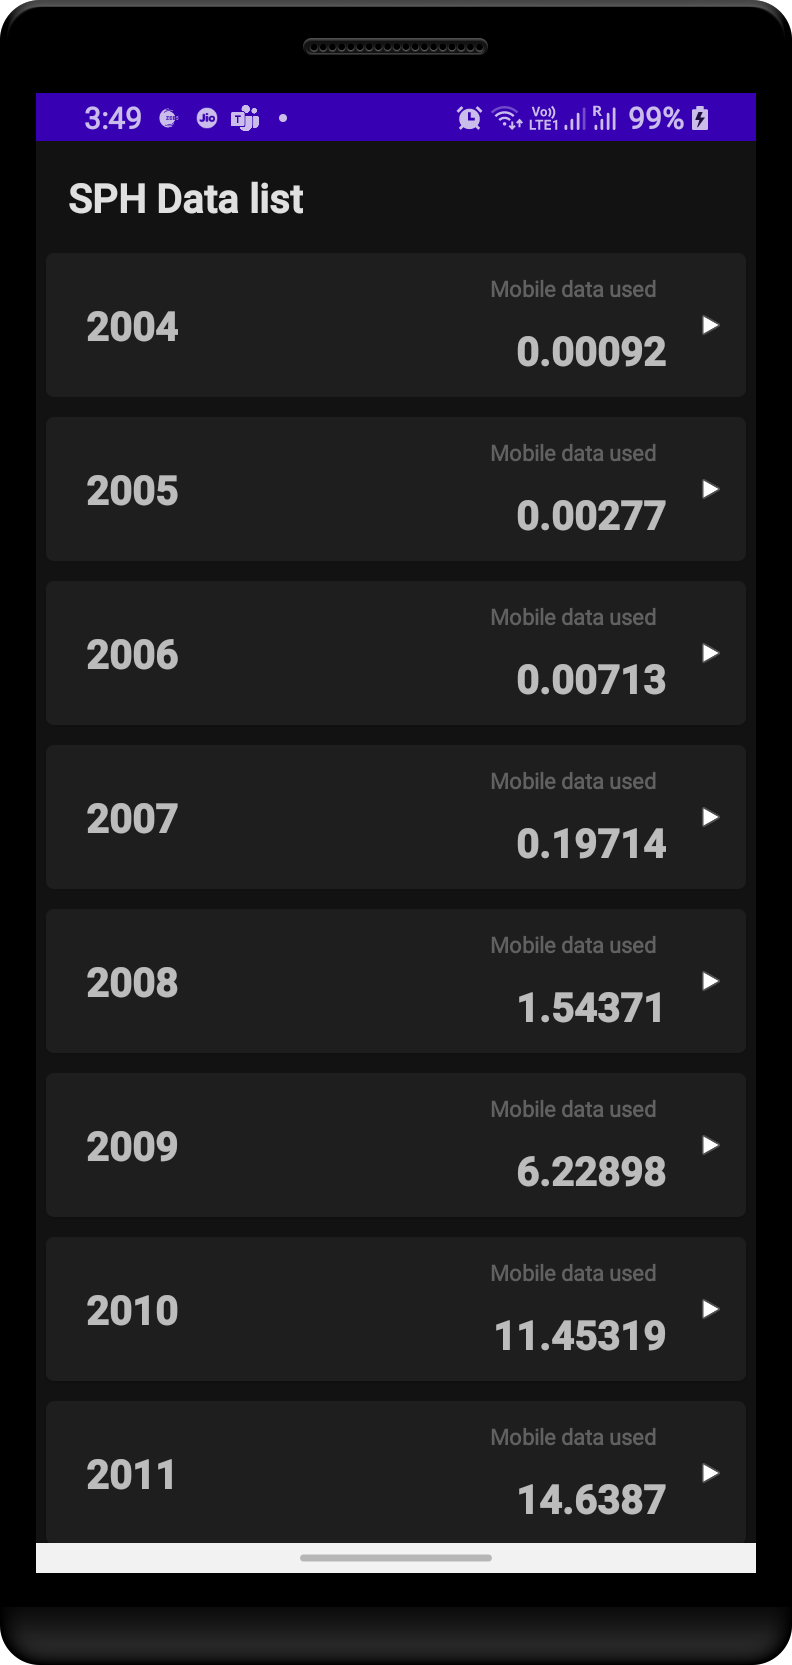 3:49 Jio T Vo)) LTE1 R 99%
SPH Data list
Mobile data used
2004
0.00092
Mobile data used
2005
0.00277
Mobile data used
2006
0.00713
Mobile data used
2007
0.19714
Mobile data used
2008
1.54371
Mobile data used
2009
6.22898
Mobile data used
2010
11.45319
Mobile data used
2011
14.6387